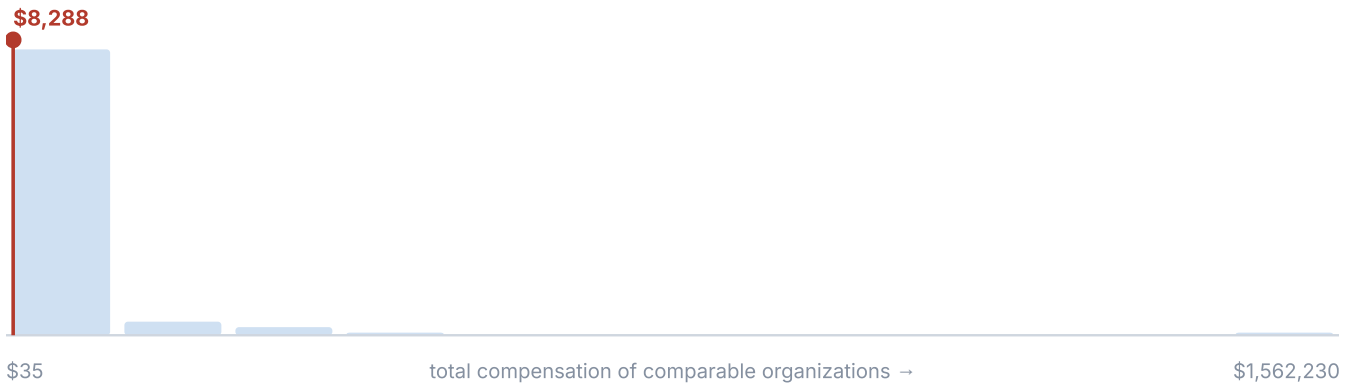 $8,288
$35
total compensation of comparable organizations →
$1,562,230